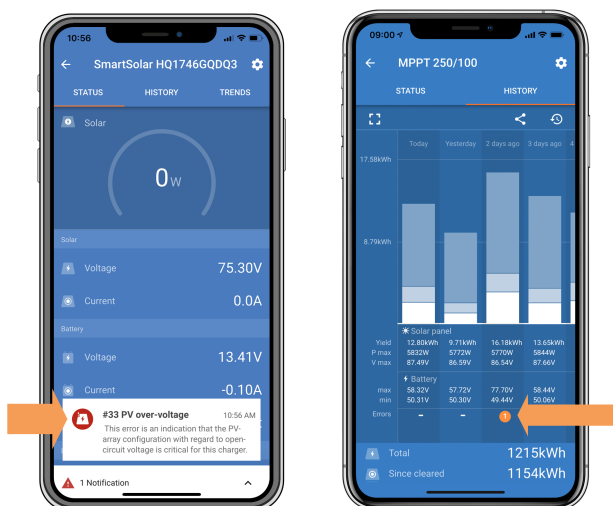 10:56
SmartSolar HQ1746GQDQ3
STATUS HISTORY TRENDS
Solar
0W
Solar
Voltage 75.30V
Current 0.0A
Battery
Voltage 13.41V
Current -0.10A
#33 PV over-voltage 10:56 AM
This error is an indication that the PV-
array configuration with regard to open-
circuit voltage is critical for this charger.
1 Notification
09:00
MPPT 250/100
STATUS HISTORY
Today Yesterday 2 days ago 3 days ago 4
17.58kWh
8.79kWh
Solar panel
Yield 12.80kWh 9.71kWh 16.18kWh 13.65kWh
P max 5832W 5772W 5770W 5844W
V max 87.49V 86.59V 86.54V 87.66V
Battery
max 58.32V 57.72V 77.70V 58.44V
min 50.31V 50.30V 49.44V 50.06V
Errors - - 1
Total 1215kWh
Since cleared 1154kWh